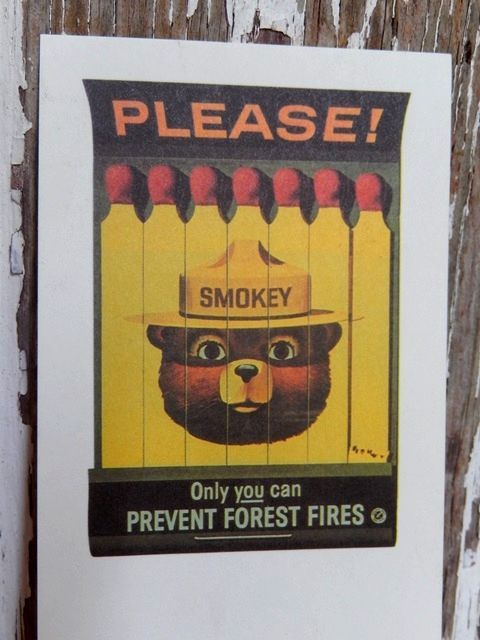 PLEASE!
SMOKEY
Only you can
PREVENT FOREST FIRES